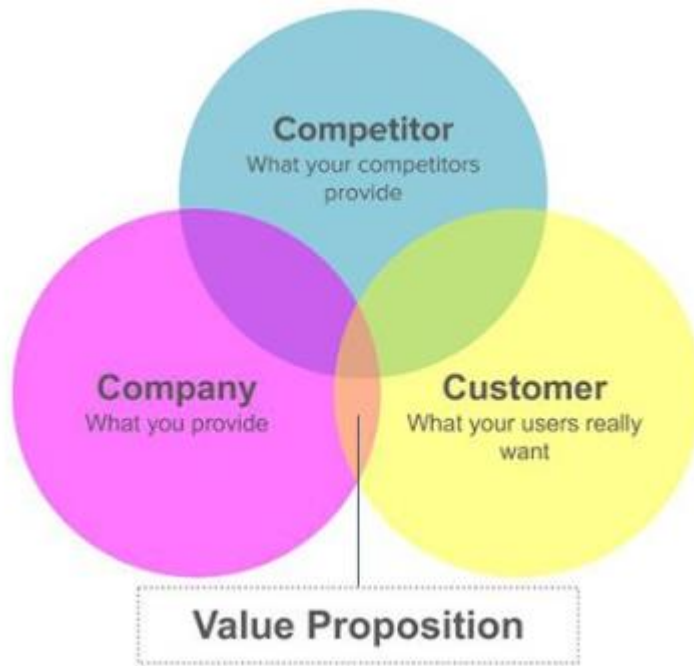 Competitor
What your competitors
provide
Company
What you provide
Customer
What your users really
want
Value Proposition